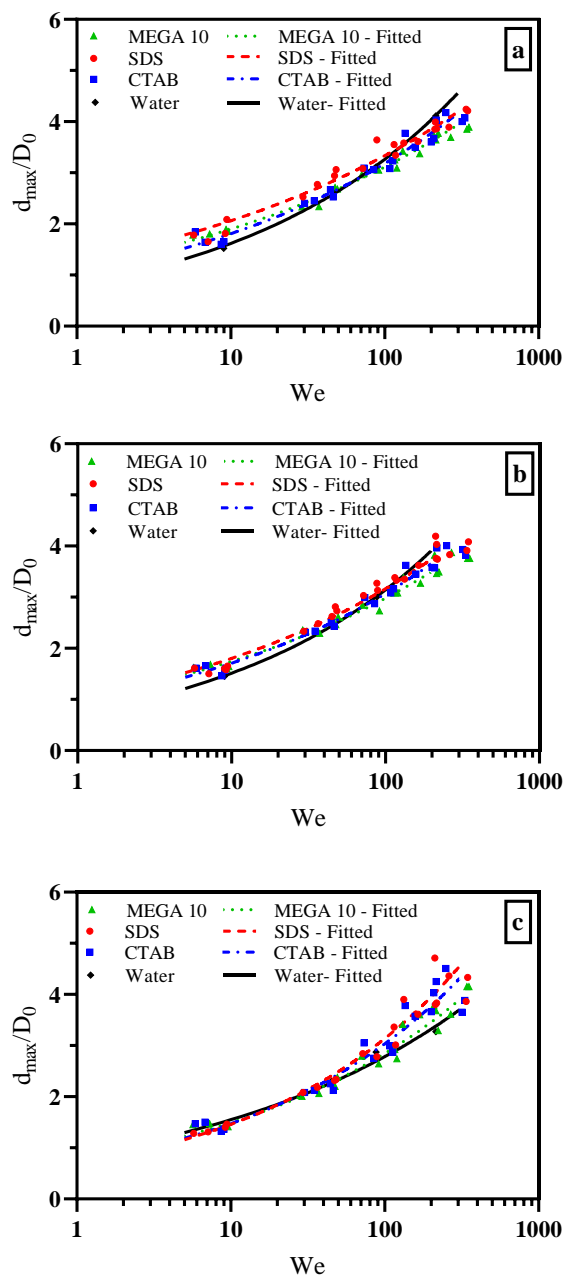 6
MEGA 10 MEGA 10 - Fitted a
SDS SDS - Fitted
CTAB CTAB - Fitted
Water Water- Fitted
4
d_max/D_0
2
0
1 10 100 1000
We
6
MEGA 10 MEGA 10 - Fitted b
SDS SDS - Fitted
CTAB CTAB - Fitted
Water Water- Fitted
4
d_max/D_0
2
0
1 10 100 1000
We
6
MEGA 10 MEGA 10 - Fitted c
SDS SDS - Fitted
CTAB CTAB - Fitted
Water Water- Fitted
4
d_max/D_0
2
0
1 10 100 1000
We